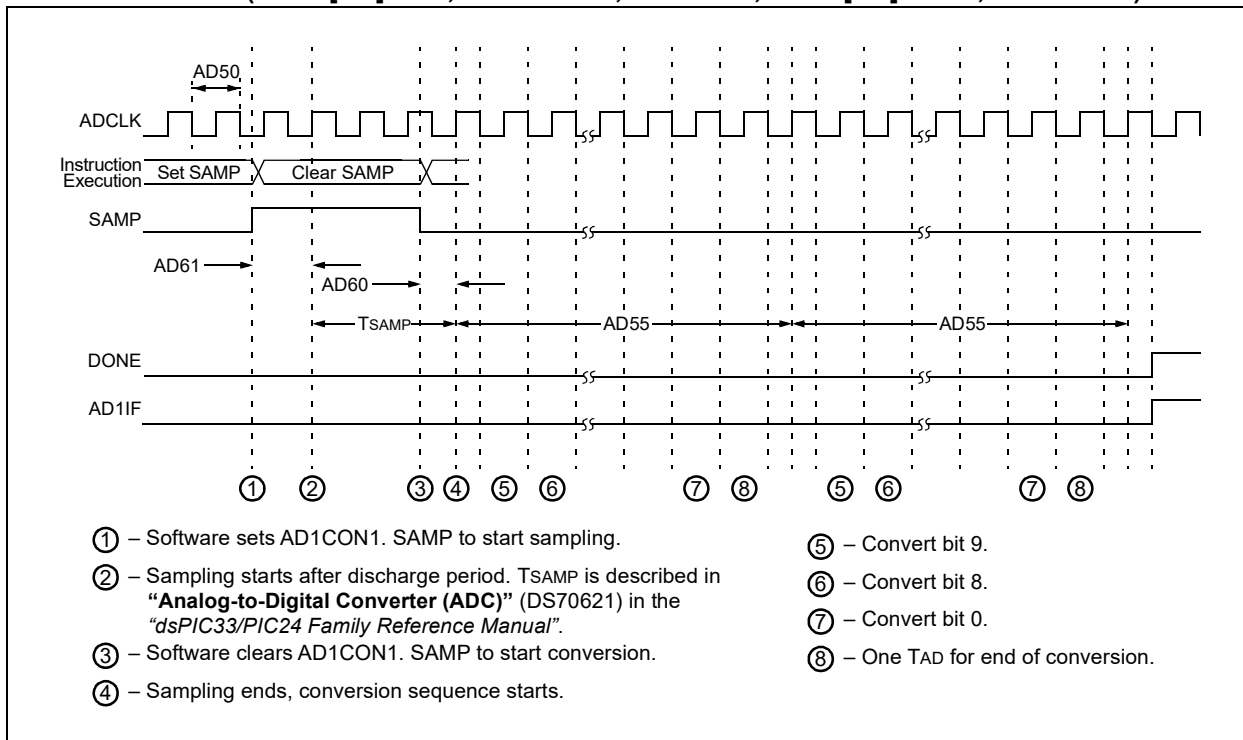 AD50
ADCLK
Instruction
Execution
Set SAMP
Clear SAMP
SAMP
AD61
AD60
TSAMP
AD55
AD55
DONE
AD1IF
1 2 3 4 5 6 7 8 5 6 7 8
1 – Software sets AD1CON1. SAMP to start sampling.
2 – Sampling starts after discharge period. TSAMP is described in
“Analog-to-Digital Converter (ADC)” (DS70621) in the
“dsPIC33/PIC24 Family Reference Manual”.
3 – Software clears AD1CON1. SAMP to start conversion.
4 – Sampling ends, conversion sequence starts.
5 – Convert bit 9.
6 – Convert bit 8.
7 – Convert bit 0.
8 – One TAD for end of conversion.